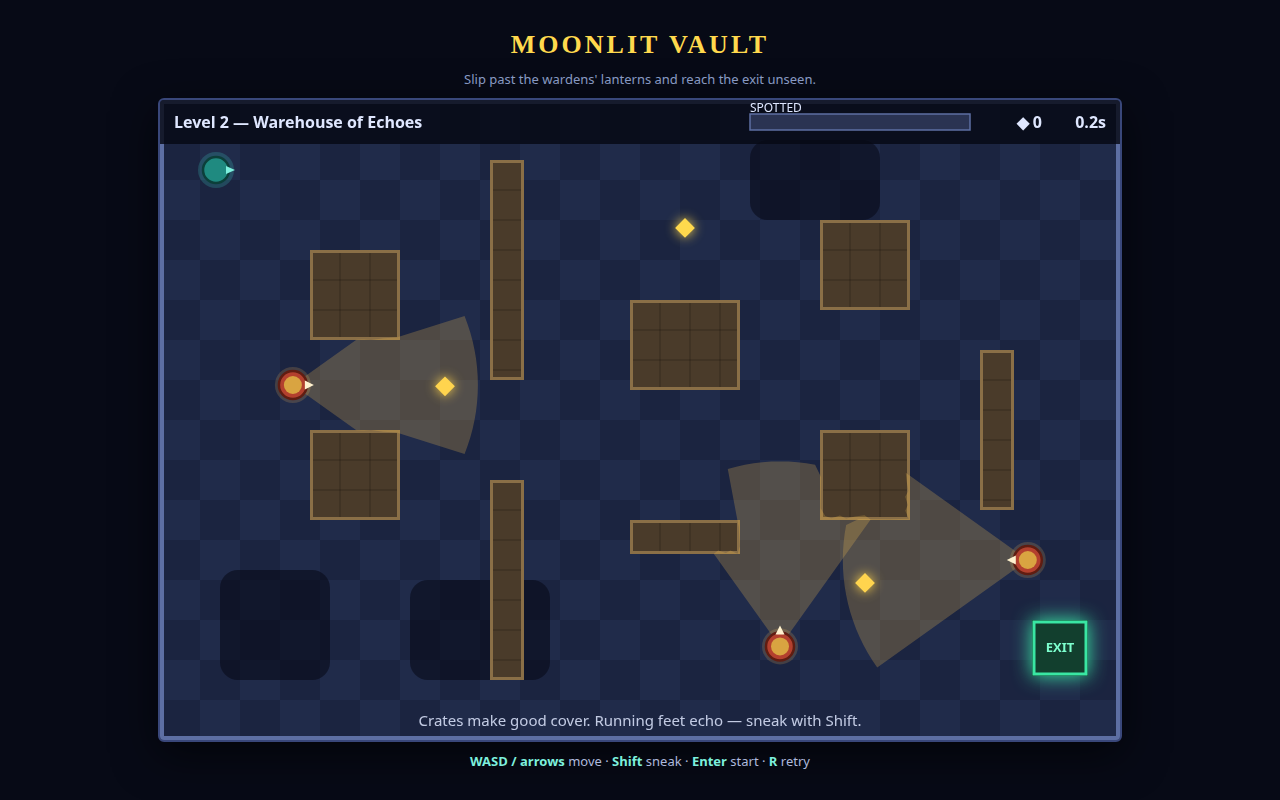 MOONLIT VAULT
Slip past the wardens' lanterns and reach the exit unseen.
SPOTTED
Level 2 — Warehouse of Echoes
◆ 0
0.2s
EXIT
Crates make good cover. Running feet echo — sneak with Shift.
WASD / arrows move · Shift sneak · Enter start · R retry